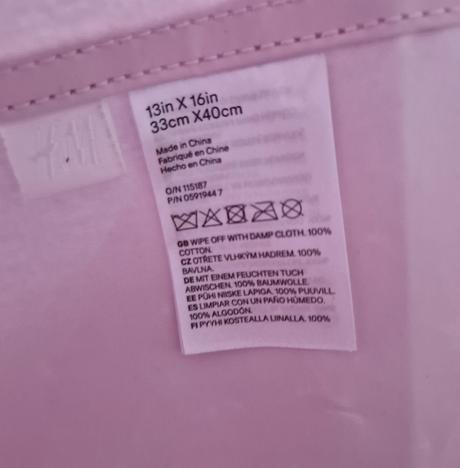 13in X 16in
33cm X40cm
Made in China
Fabriqué en Chine
Hecho en China
O/N 115187
P/N 0591944 7
GB WIPE OFF WITH DAMP CLOTH. 100%
COTTON.
CZ OTŘETE VLHKÝM HADREM. 100%
BAVLNA.
DE MIT EINEM FEUCHTEN TUCH
ABWISCHEN. 100% BAUMWOLLE.
EE PÜHI NIISKE LAPIGA. 100% PUUVILL.
ES LIMPIAR CON UN PAÑO HÚMEDO.
100% ALGODÓN.
FI PYYHI KOSTEALLA LIINALLA. 100%